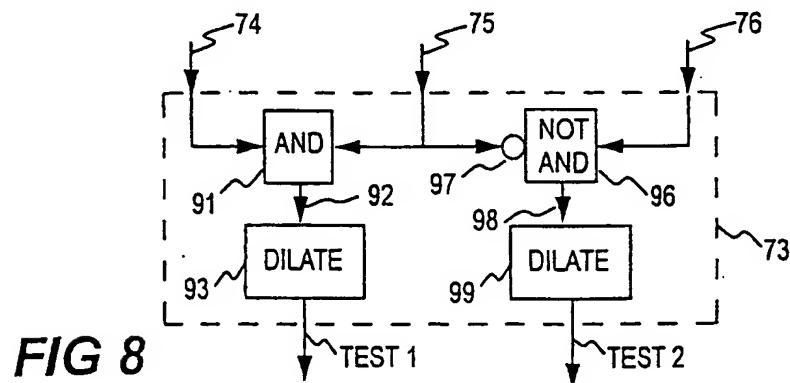 74
75
76
AND
NOT
AND
91
92
97
98
96
DILATE
DILATE
93
99
73
FIG 8
TEST 1
TEST 2